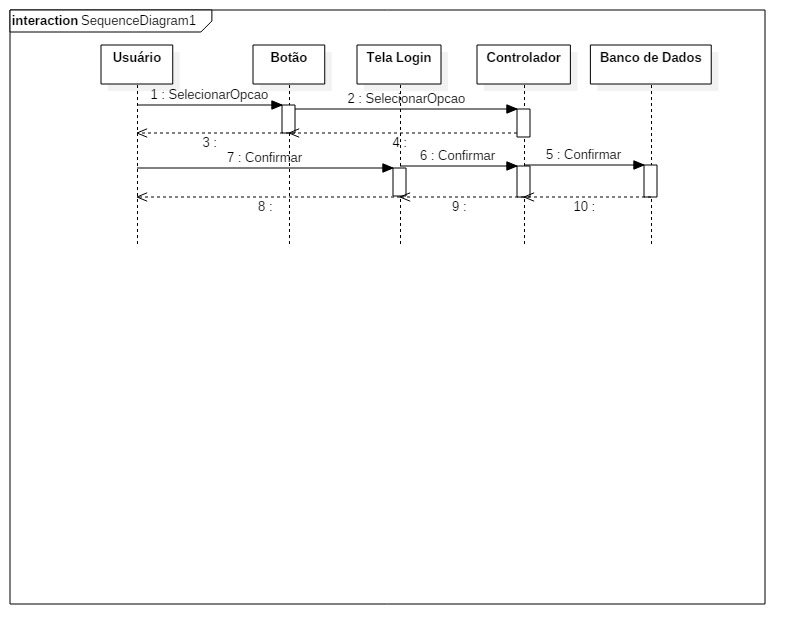 interaction SequenceDiagram1
Usuário
Botão
Tela Login
Controlador
Banco de Dados
1 : SelecionarOpcao
2 : SelecionarOpcao
3 :
4 :
7 : Confirmar
6 : Confirmar
5 : Confirmar
8 :
9 :
10 :